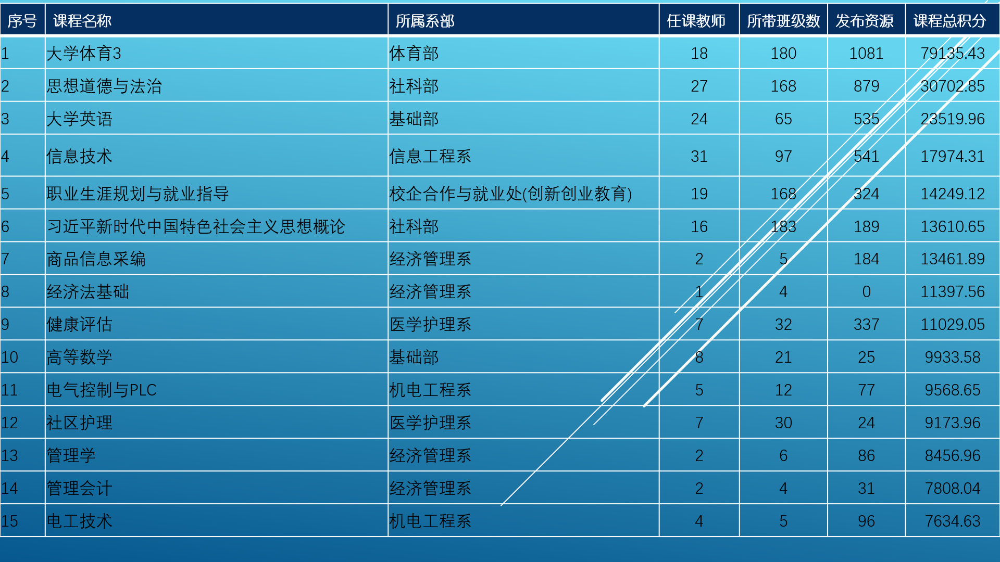 序号 课程名称 所属系部 任课教师 所带班级数 发布资源 课程总积分
1 大学体育3 体育部 18 180 1081 79135.43
2 思想道德与法治 社科部 27 168 879 30702.85
3 大学英语 基础部 24 65 535 23519.96
4 信息技术 信息工程系 31 97 541 17974.31
5 职业生涯规划与就业指导 校企合作与就业处(创新创业教育) 19 168 324 14249.12
6 习近平新时代中国特色社会主义思想概论 社科部 16 183 189 13610.65
7 商品信息采编 经济管理系 2 5 184 13461.89
8 经济法基础 经济管理系 1 4 0 11397.56
9 健康评估 医学护理系 7 32 337 11029.05
10 高等数学 基础部 8 21 25 9933.58
11 电气控制与PLC 机电工程系 5 12 77 9568.65
12 社区护理 医学护理系 7 30 24 9173.96
13 管理学 经济管理系 2 6 86 8456.96
14 管理会计 经济管理系 2 4 31 7808.04
15 电工技术 机电工程系 4 5 96 7634.63